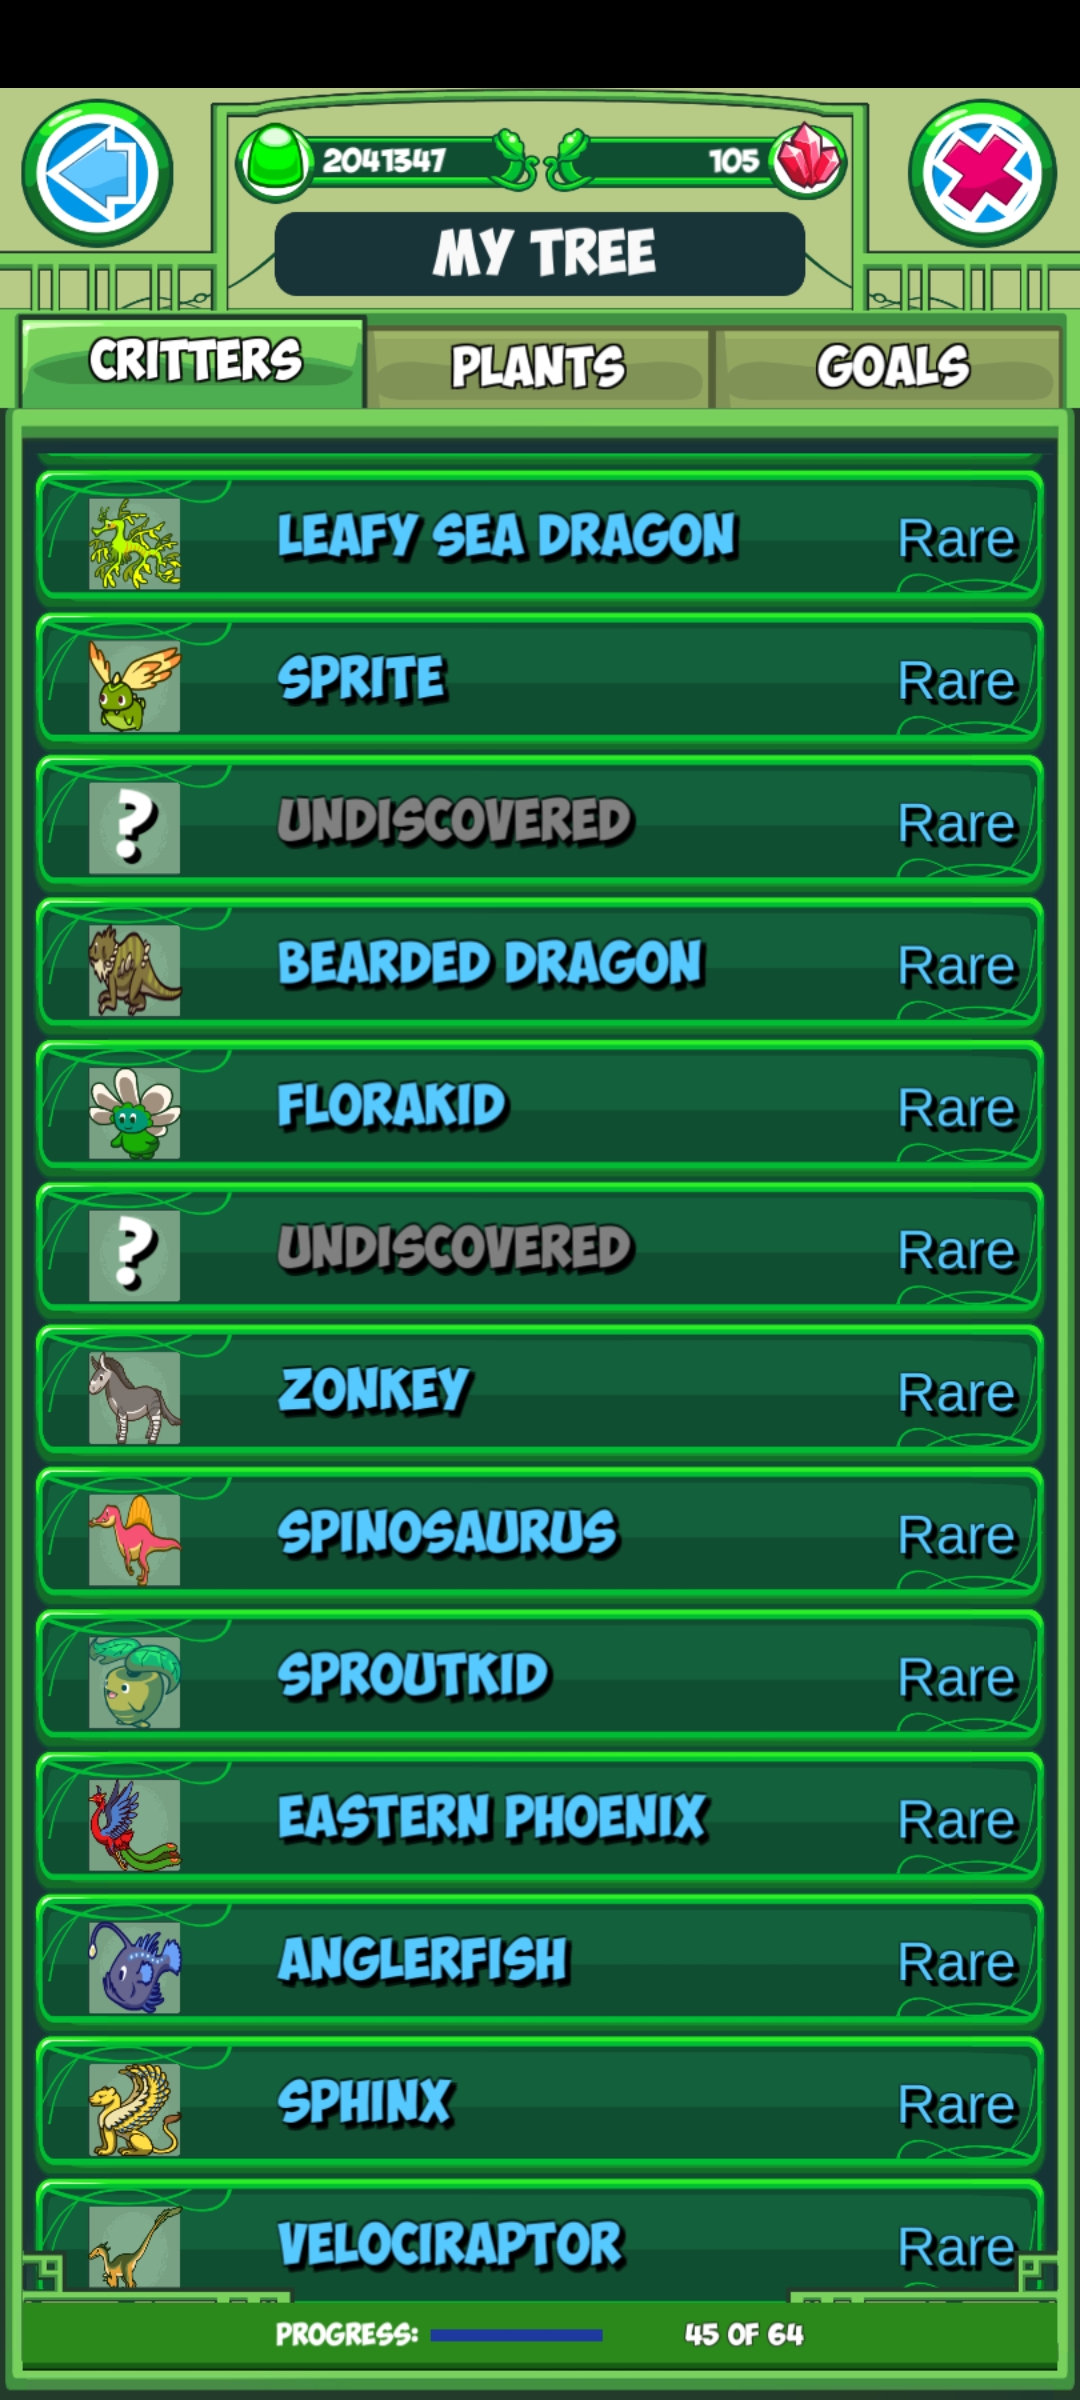 2041347
105
MY TREE
CRITTERS
PLANTS
GOALS
LEAFY SEA DRAGON Rare
SPRITE Rare
? UNDISCOVERED Rare
BEARDED DRAGON Rare
FLORAKID Rare
? UNDISCOVERED Rare
ZONKEY Rare
SPINOSAURUS Rare
SPROUTKID Rare
EASTERN PHOENIX Rare
ANGLERFISH Rare
SPHINX Rare
VELOCIRAPTOR Rare
PROGRESS: 45 OF 64